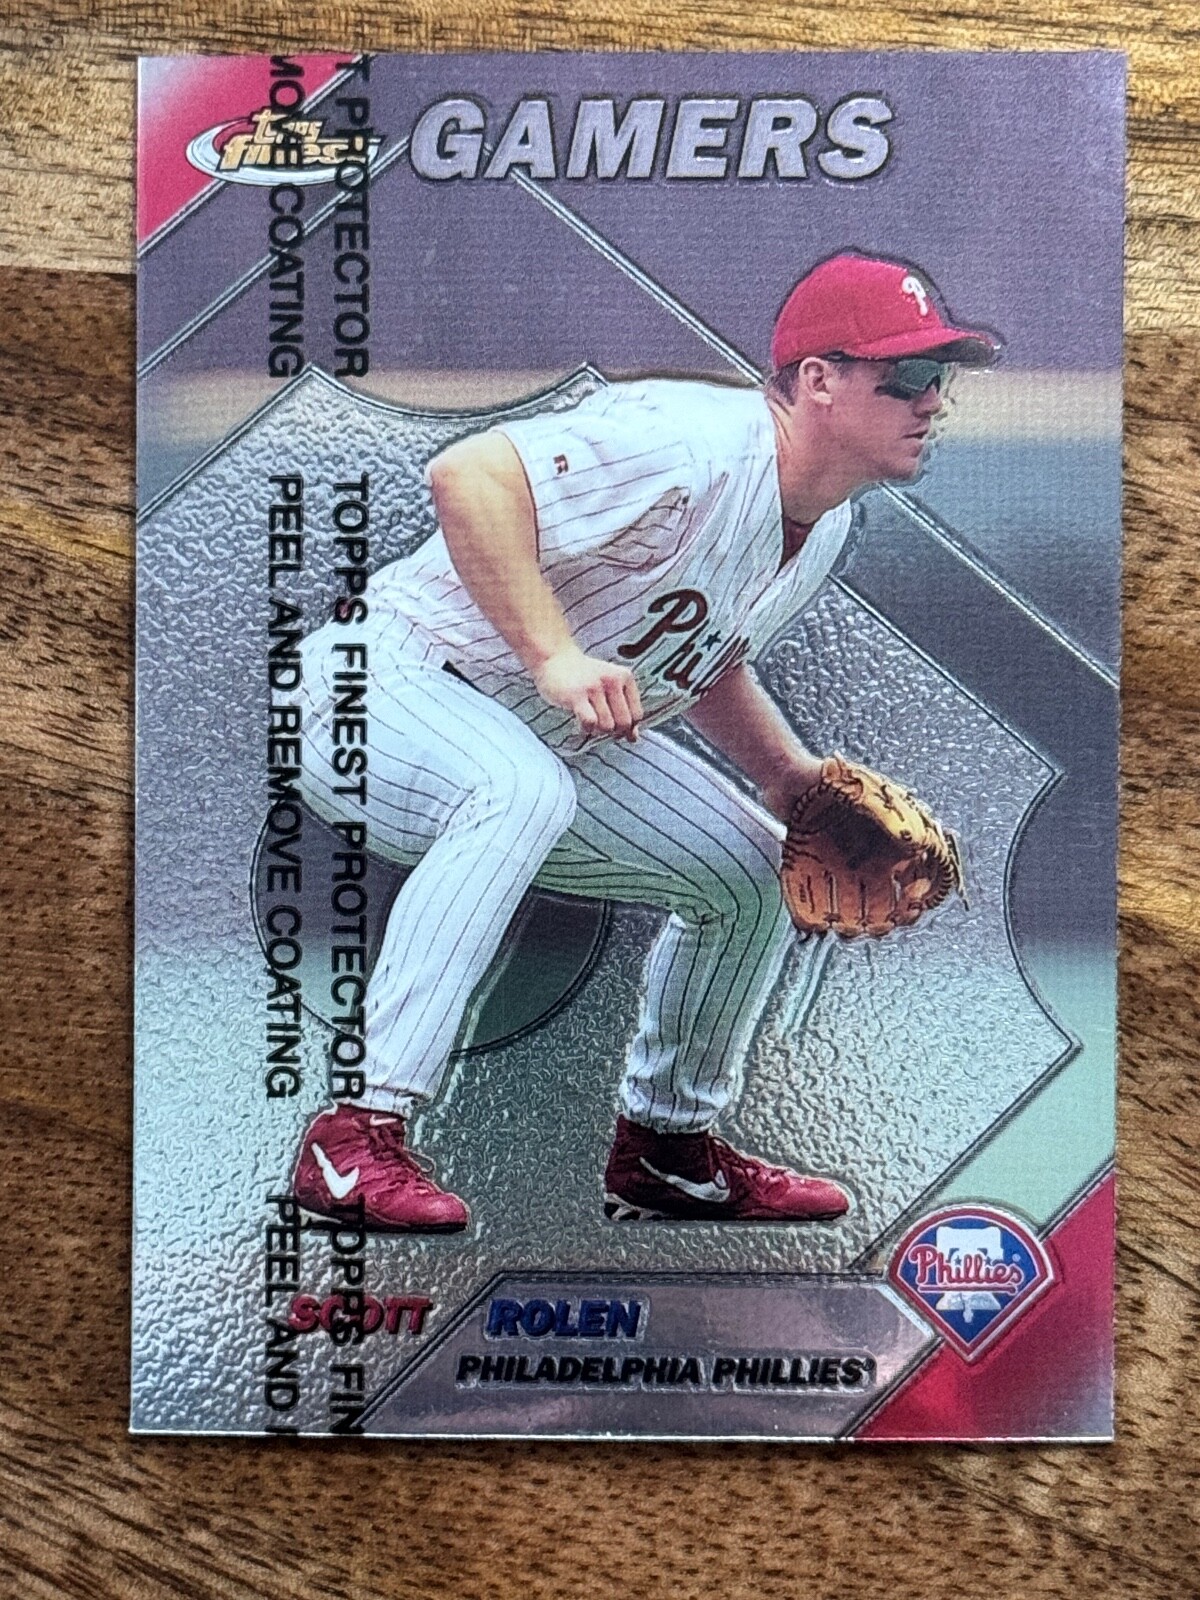 topps
finest
GAMERS
T PROTECTOR TOPPS FINEST PROTECTOR TOPPS FIN
MOVE COATING PEEL AND REMOVE COATING PEEL AND
P
R
Phil
SCOTT ROLEN
PHILADELPHIA PHILLIES
Phillies